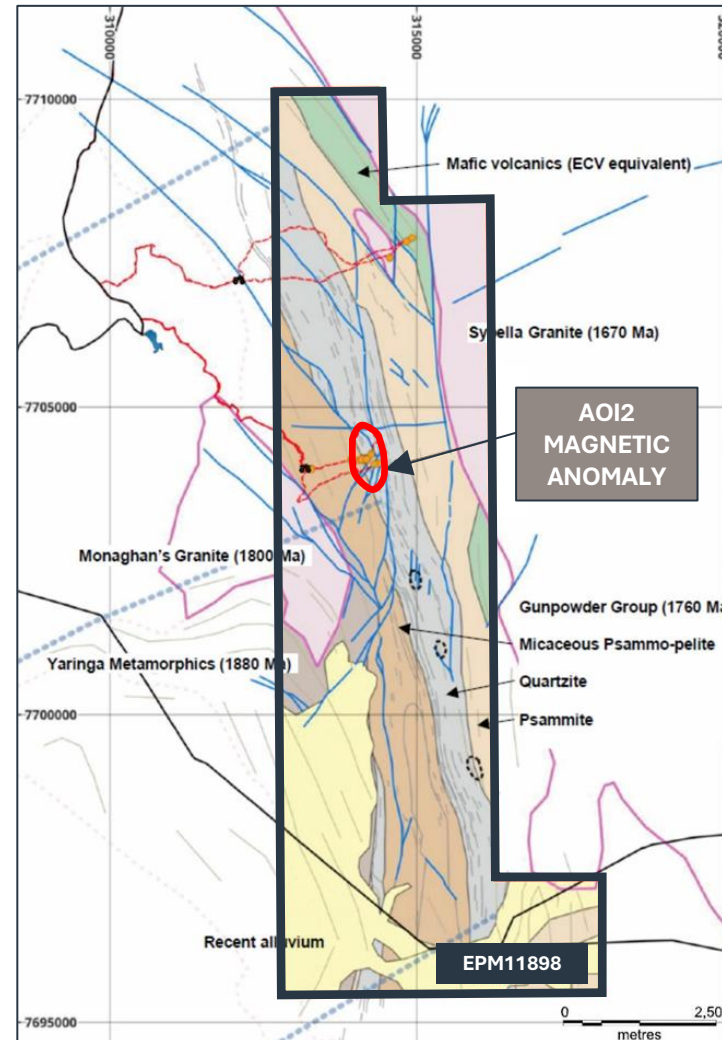 310000
315000
7710000
Mafic volcanics (ECV equivalent)
Sybella Granite (1670 Ma)
7705000
AOI2
MAGNETIC
ANOMALY
Monaghan's Granite (1800 Ma)
Gunpowder Group (1760 Ma
Micaceous Psammo-pelite
Yaringa Metamorphics (1880 Ma)
Quartzite
7700000
Psammite
Recent alluvium
EPM11898
0
2,50
metres
7695000